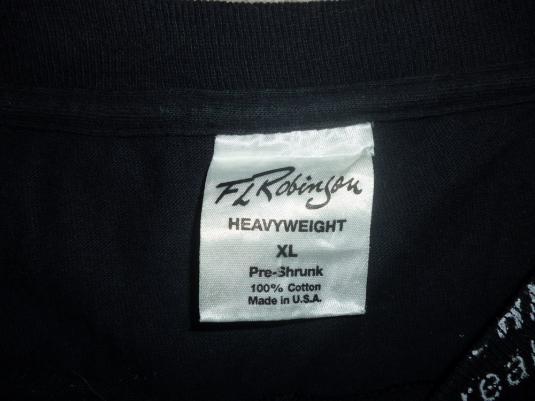 FL Robinson
HEAVYWEIGHT
XL
Pre-Shrunk
100% Cotton
Made in U.S.A.